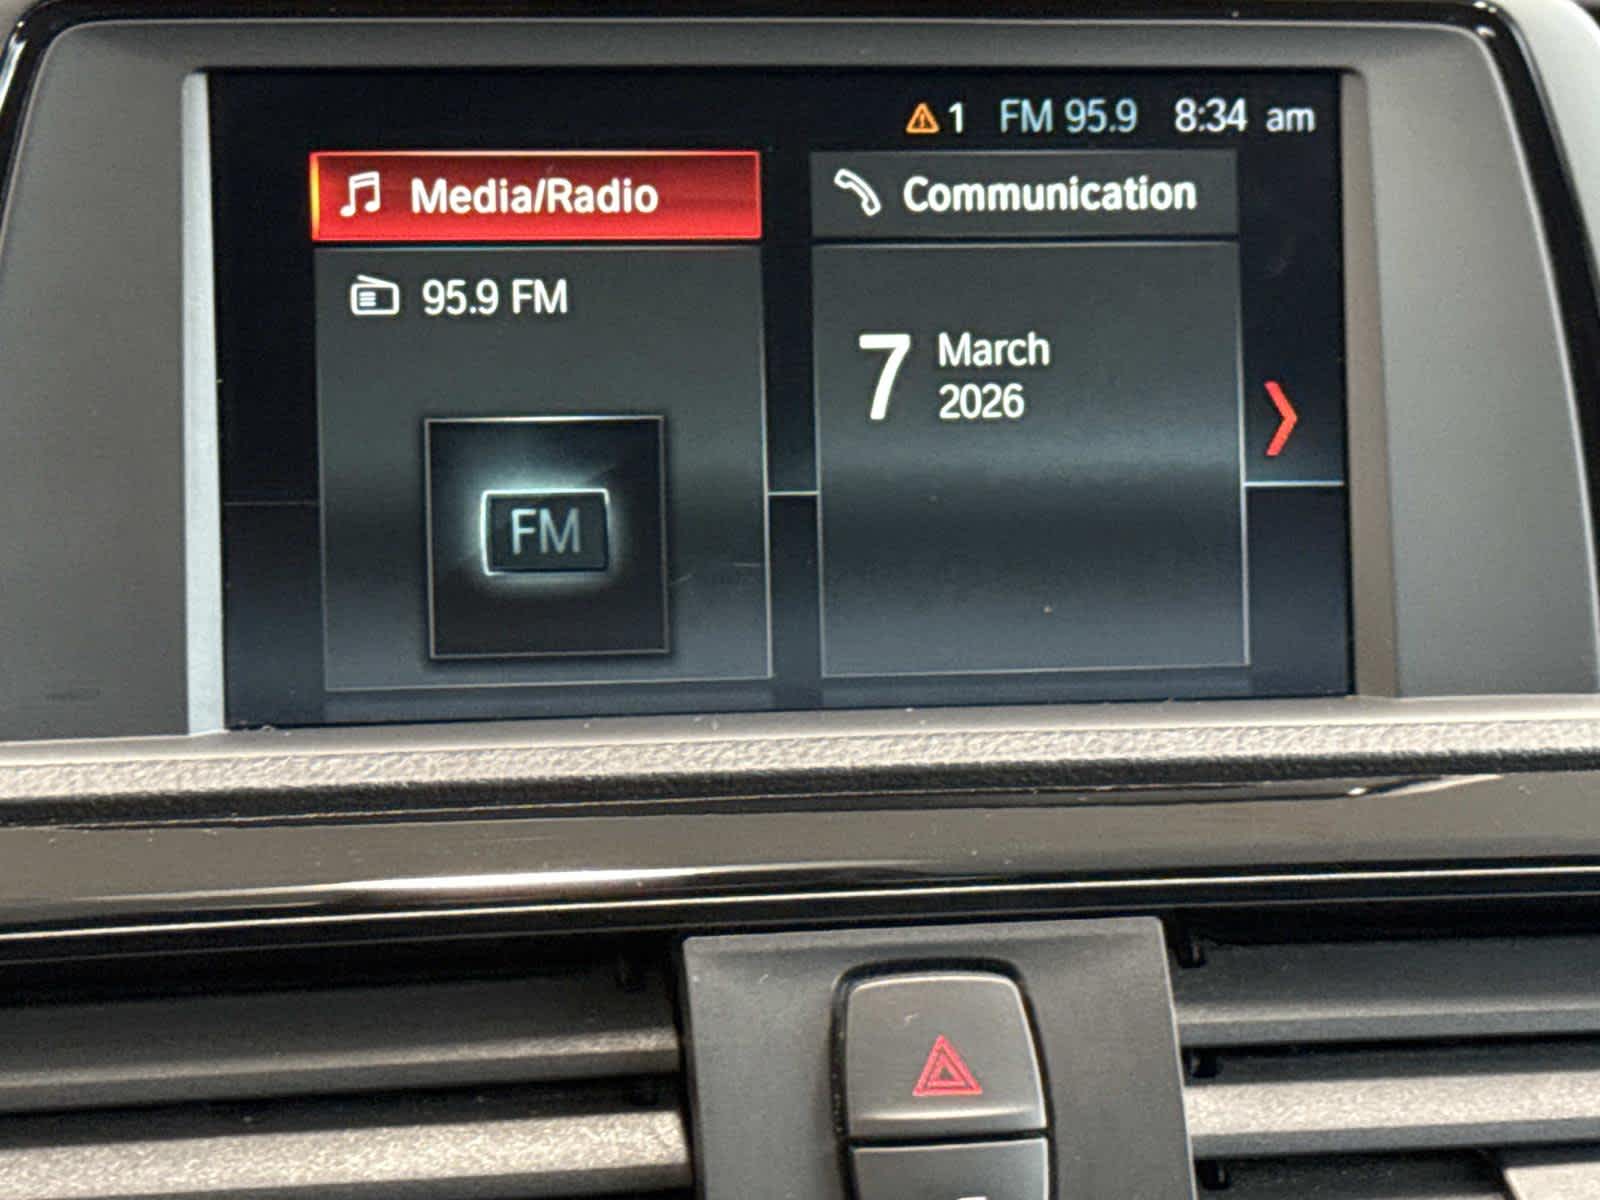 1 FM 95.9 8:34 am
Media/Radio
Communication
95.9 FM
7 March
2026
FM